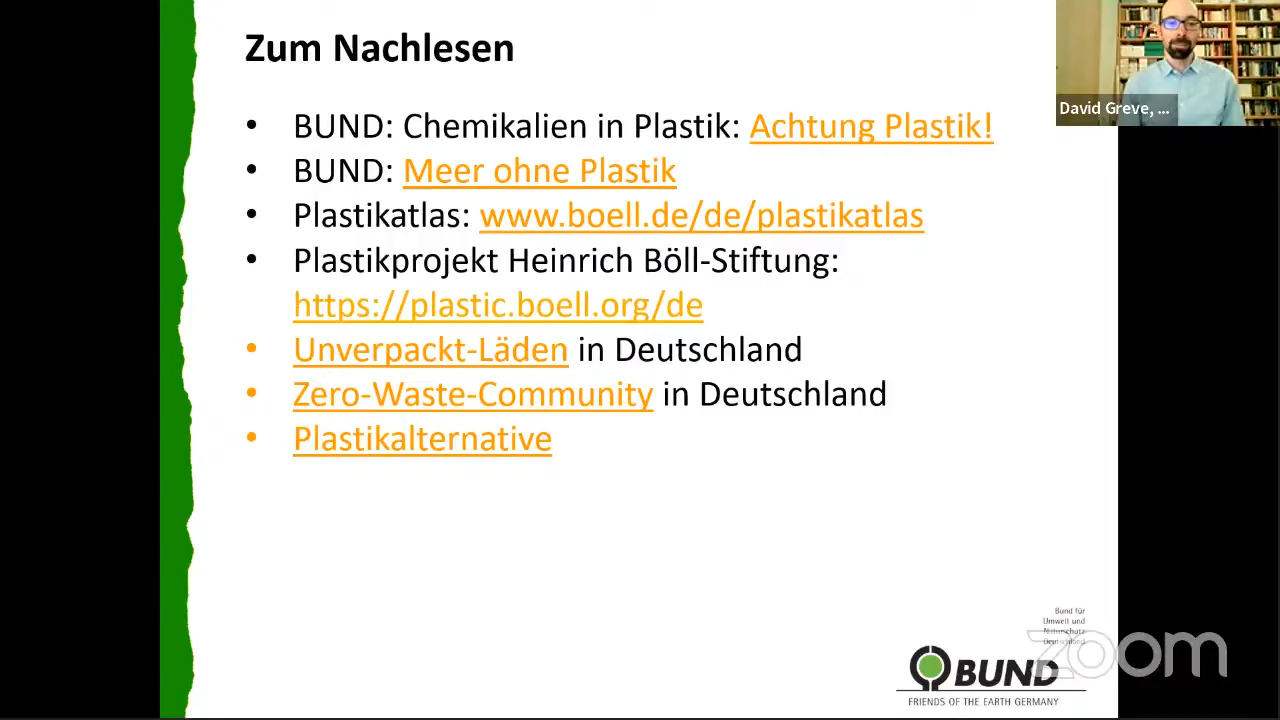 Zum Nachlesen
David Greve, ...
• BUND: Chemikalien in Plastik: Achtung Plastik!
• BUND: Meer ohne Plastik
• Plastikatlas: www.boell.de/de/plastikatlas
• Plastikprojekt Heinrich Böll-Stiftung:
https://plastic.boell.org/de
• Unverpackt-Läden in Deutschland
• Zero-Waste-Community in Deutschland
• Plastikalternative
Bund für
Umwelt und
Naturschutz
Deutschland
zoom
BUND
FRIENDS OF THE EARTH GERMANY